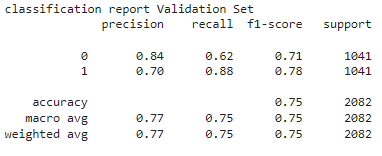 classification report Validation Set
precision recall f1-score support
0 0.84 0.62 0.71 1041
1 0.70 0.88 0.78 1041
accuracy 0.75 2082
macro avg 0.77 0.75 0.75 2082
weighted avg 0.77 0.75 0.75 2082